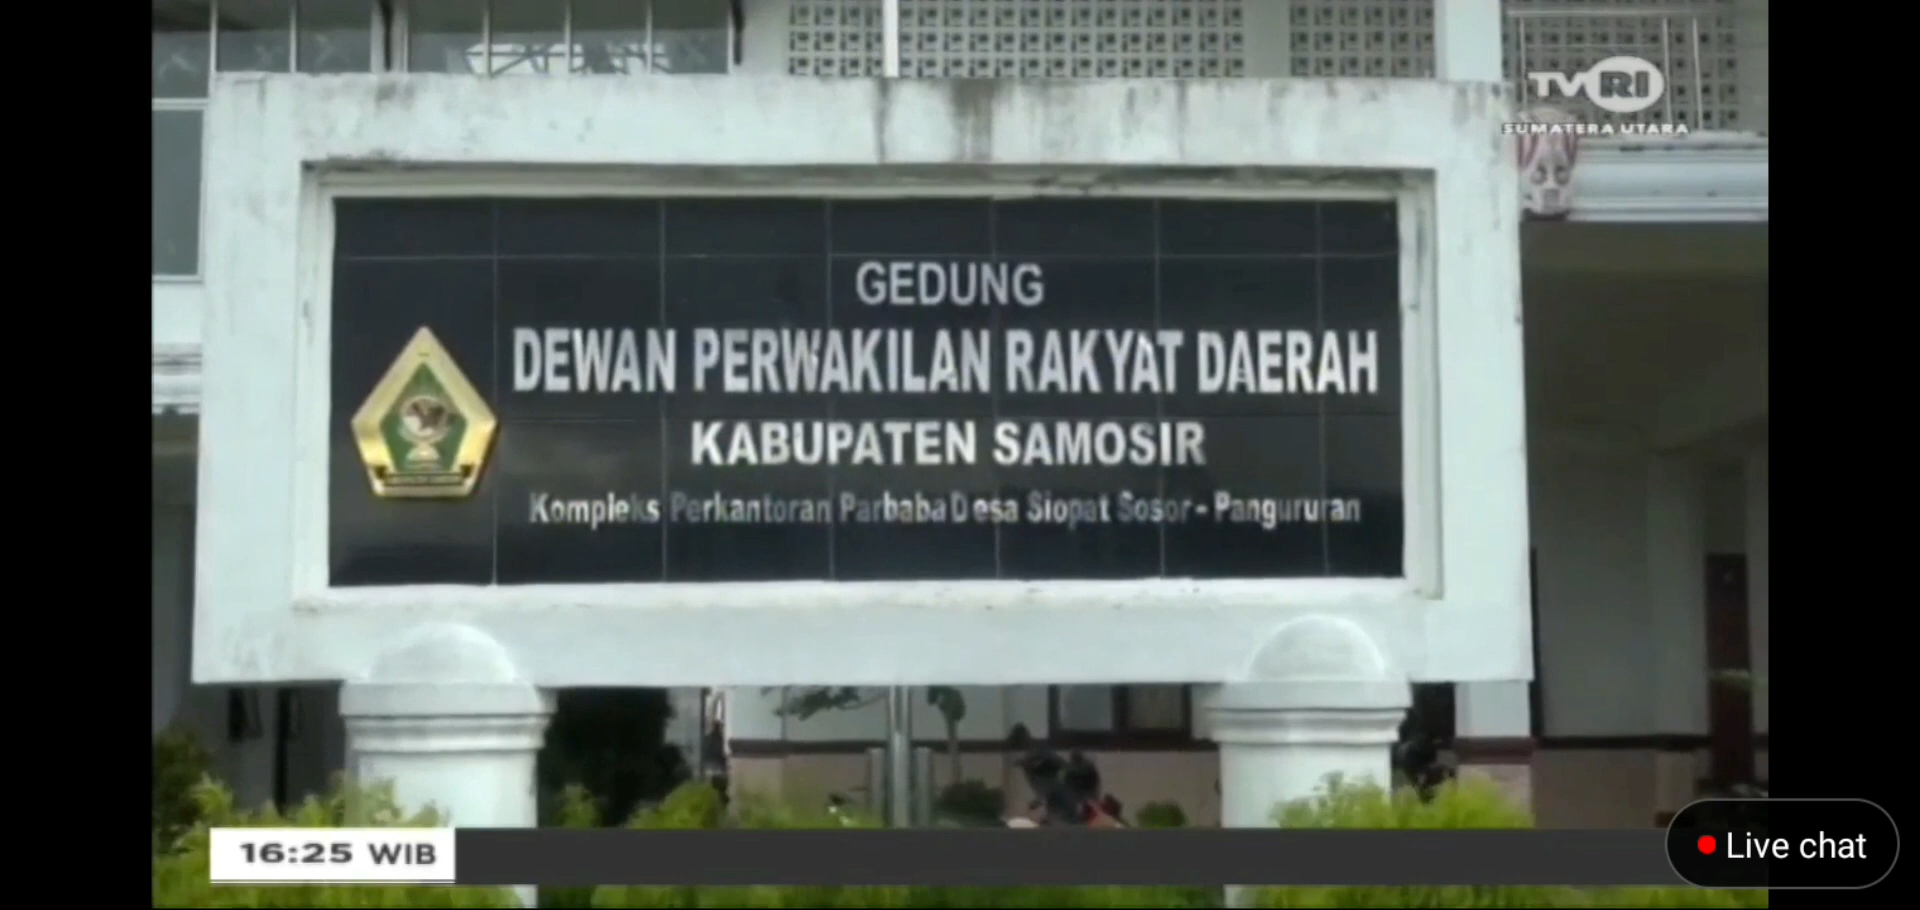 TVRI
SUMATERA UTARA
GEDUNG
DEWAN PERWAKILAN RAKYAT DAERAH
KABUPATEN SAMOSIR
Kompleks Perkantoran Parbaba Desa Siopat Sosor - Pangururan
16:25 WIB
Live chat